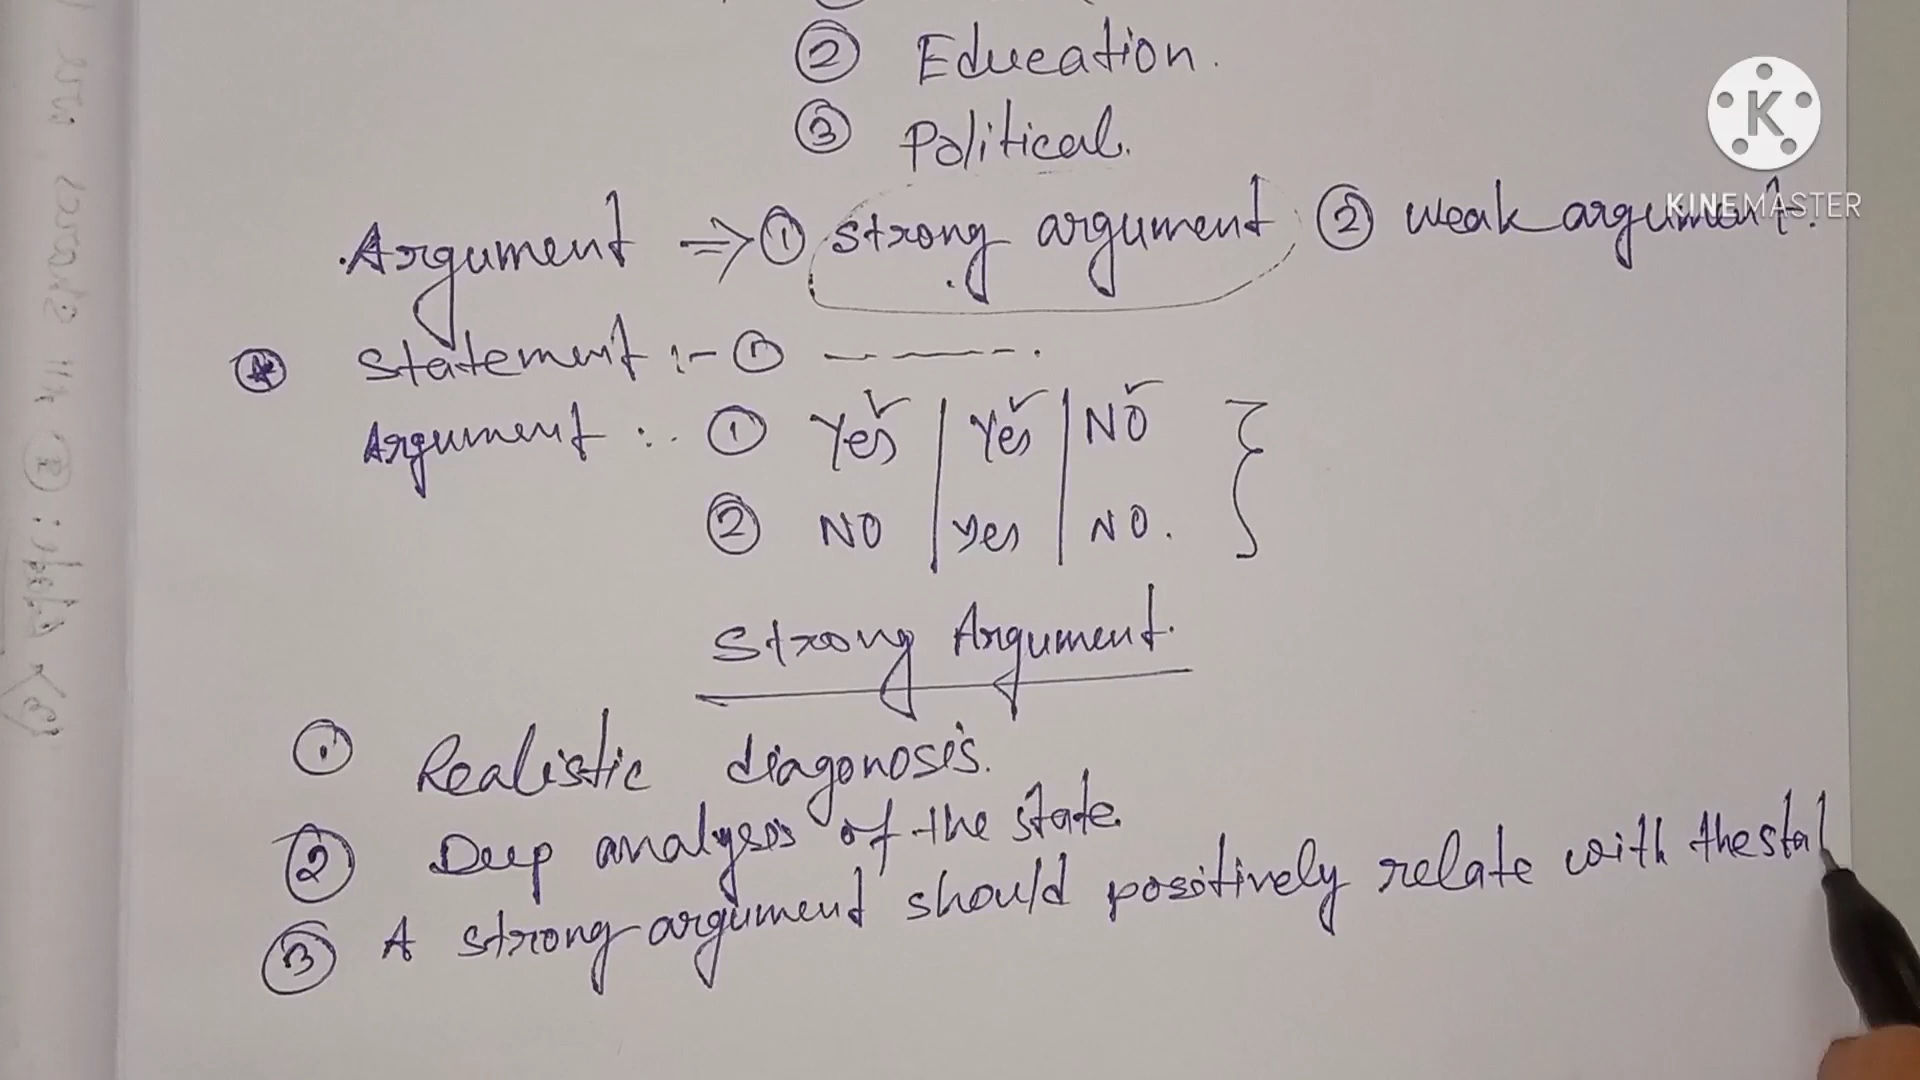 ② Education.
③ Political.
Argument ⇒ ① strong argument ② weak argument.
KINEMASTER
Statement :- ① --------.
Argument :- ① Yes | Yes | NO
② NO | Yes | NO.
Strong Argument.
① Realistic diagonosis.
② Deep analysis of the state.
③ A strong argument should positively relate with the stat